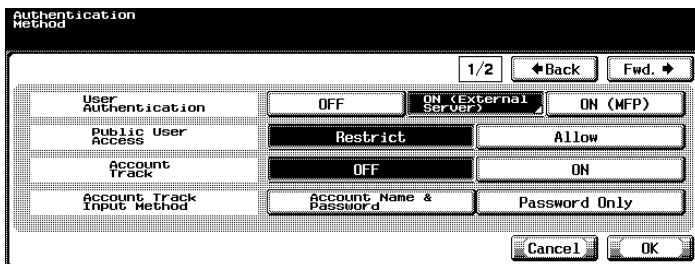 Authentication
Method
1/2 ←Back Fwd. →
User
Authentication
OFF
ON (External
Server)
ON (MFP)
Public User
Access
Restrict
Allow
Account
Track
OFF
ON
Account Track
Input Method
Account Name &
Password
Password Only
Cancel OK